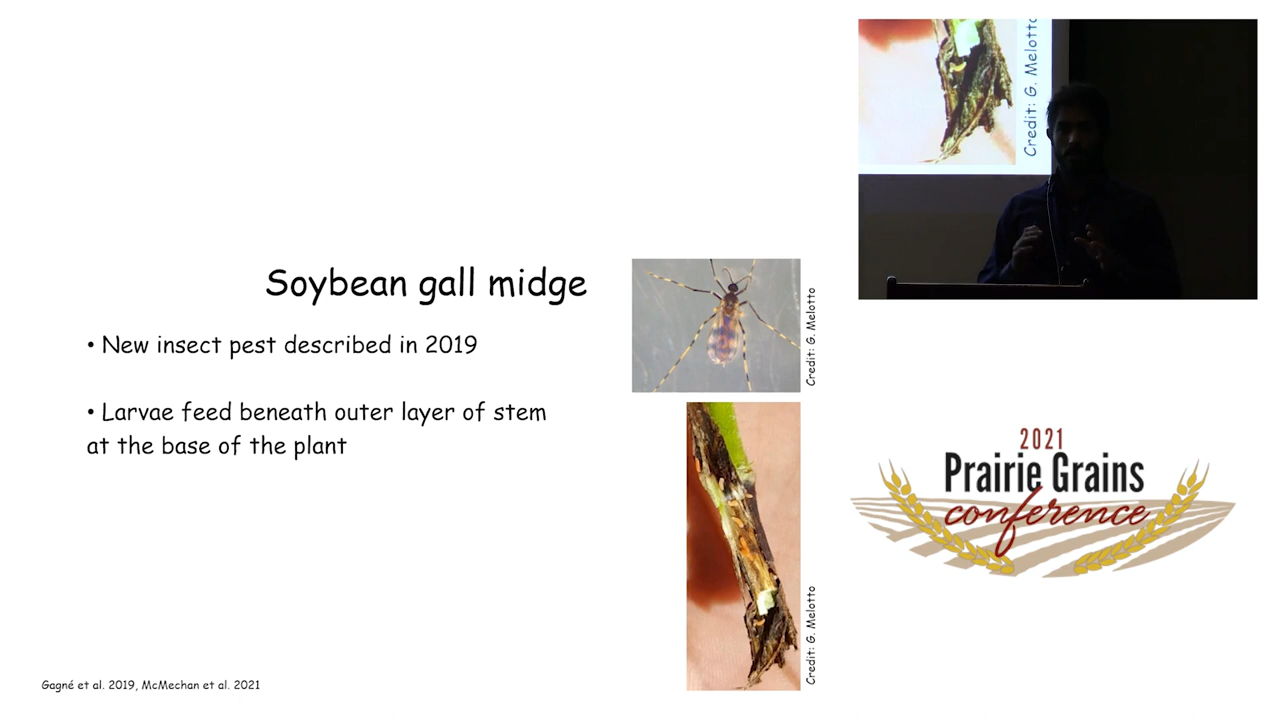 Soybean gall midge
• New insect pest described in 2019
• Larvae feed beneath outer layer of stem
at the base of the plant
Credit: G. Melotto
Credit: G. Melotto
Gagné et al. 2019, McMechan et al. 2021
Credit: G. Melotto
2021
Prairie Grains
conference